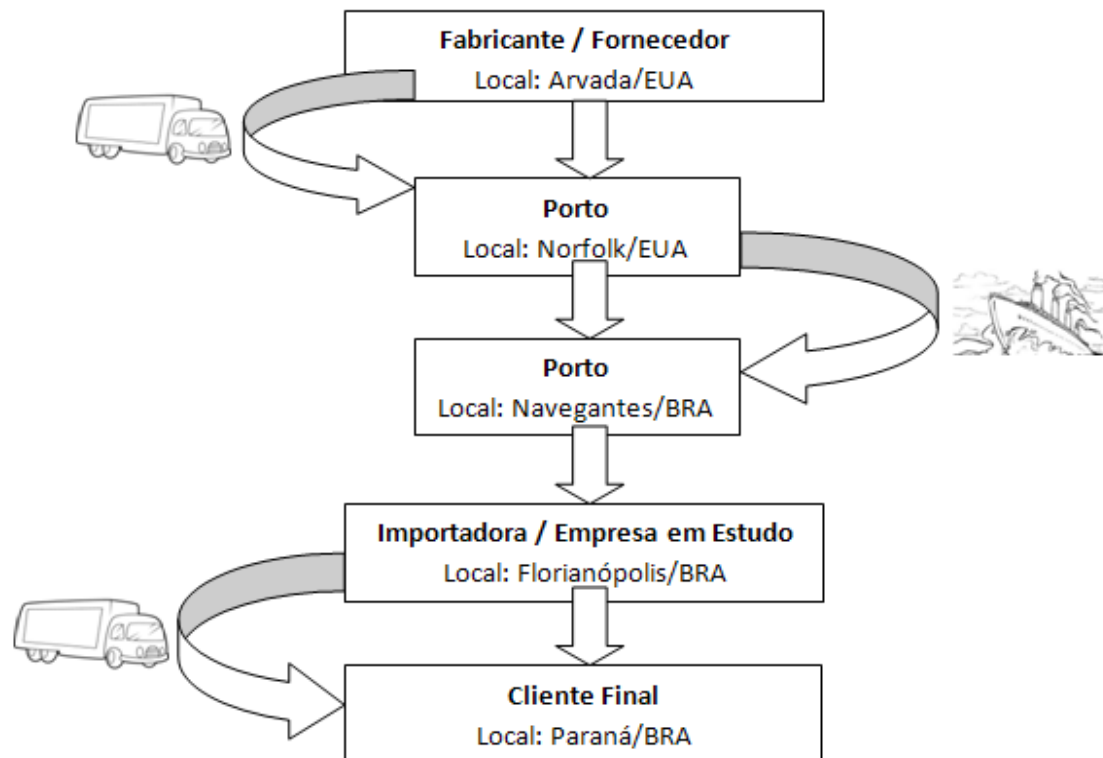 Fabricante / Fornecedor
Local: Arvada/EUA
Porto
Local: Norfolk/EUA
Porto
Local: Navegantes/BRA
Importadora / Empresa em Estudo
Local: Florianópolis/BRA
Cliente Final
Local: Paraná/BRA